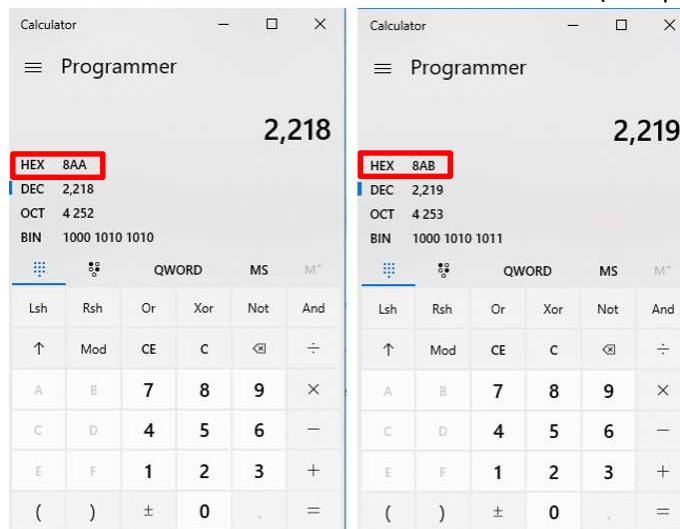 Calculator
Programmer
2,218
HEX 8AA
DEC 2,218
OCT 4 252
BIN 1000 1010 1010
QWORD MS M˅
Lsh Rsh Or Xor Not And
↑ Mod CE C ⌫ ÷
A B 7 8 9 ×
C D 4 5 6 −
E F 1 2 3 +
( ) ± 0 . =
Calculator
Programmer
2,219
HEX 8AB
DEC 2,219
OCT 4 253
BIN 1000 1010 1011
QWORD MS M˅
Lsh Rsh Or Xor Not And
↑ Mod CE C ⌫ ÷
A B 7 8 9 ×
C D 4 5 6 −
E F 1 2 3 +
( ) ± 0 . =